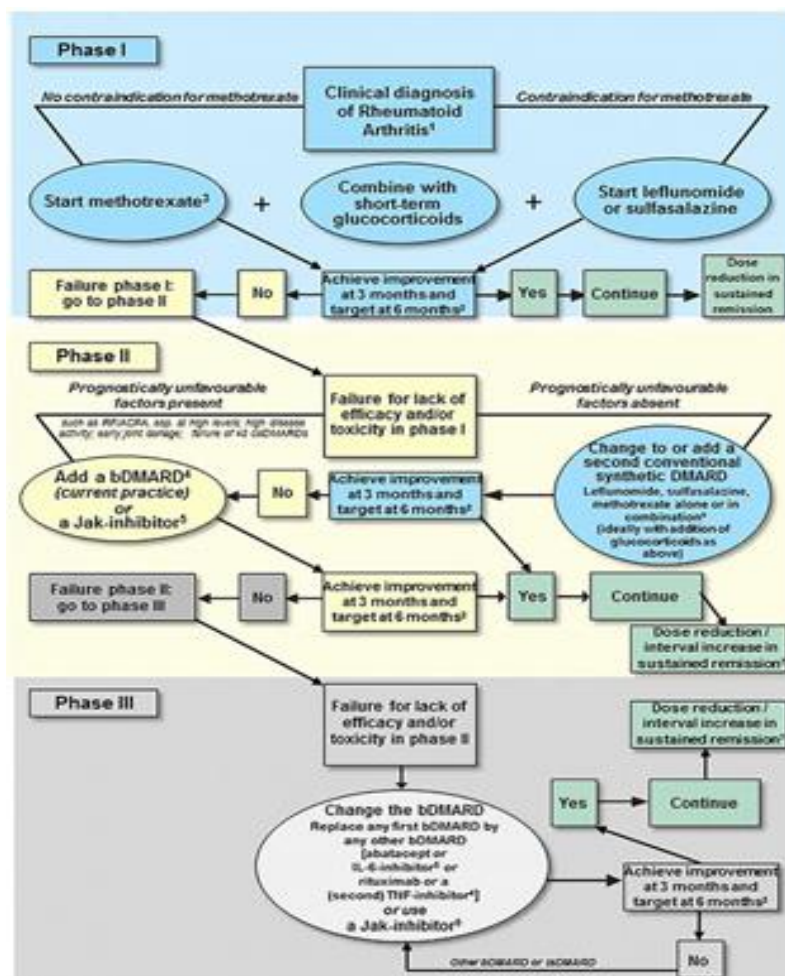 Phase I
No contraindication for methotrexate
Clinical diagnosis
of Rheumatoid
Arthritis¹
Contraindication for methotrexate
Start methotrexate³
+
Combine with
short-term
glucocorticoids
+
Start leflunomide
or sulfasalazine
Failure phase I:
go to phase II
No
Achieve improvement
at 3 months and
target at 6 months²
Yes
Continue
Dose
reduction in
sustained
remission
Phase II
Prognostically unfavourable
factors present
such as RF/ACPA, esp. at high levels; high disease
activity; early joint damage; failure of ≥2 csDMARDs
Failure for lack of
efficacy and/or
toxicity in phase I
Prognostically unfavourable
factors absent
Add a bDMARD⁴
(current practice)
or
a Jak-inhibitor⁵
No
Achieve improvement
at 3 months and
target at 6 months²
Change to or add a
second conventional
synthetic DMARD
Leflunomide, sulfasalazine,
methotrexate alone or in
combination
(ideally with addition of
glucocorticoids as
above)
Failure phase II:
go to phase III
No
Achieve improvement
at 3 months and
target at 6 months²
Yes
Continue
Dose reduction /
interval increase in
sustained remission
Phase III
Failure for lack of
efficacy and/or
toxicity in phase II
Dose reduction /
interval increase in
sustained remission
Change the bDMARD
Replace any first bDMARD by
any other bDMARD
[abatacept or
IL-6-inhibitor or
rituximab or a
(second) TNF-inhibitor]
or use
a Jak-inhibitor
Yes
Continue
Achieve improvement
at 3 months and
target at 6 months²
Other bDMARD or tsDMARD
No